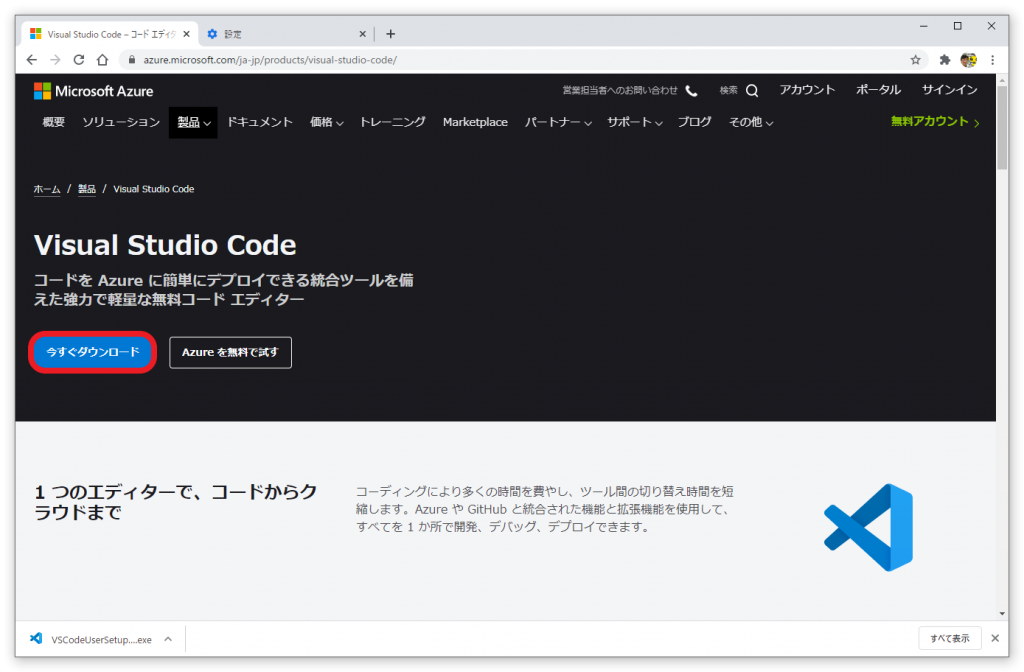 Visual Studio Code – コード エディタ
設定
azure.microsoft.com/ja-jp/products/visual-studio-code/
Microsoft Azure
営業担当者へのお問い合わせ 検索 アカウント ポータル サインイン
概要 ソリューション 製品 ドキュメント 価格 トレーニング Marketplace パートナー サポート ブログ その他 無料アカウント
ホーム / 製品 / Visual Studio Code
Visual Studio Code
コードを Azure に簡単にデプロイできる統合ツールを備
えた強力で軽量な無料コード エディター
今すぐダウンロード Azure を無料で試す
1 つのエディターで、コードからク
ラウドまで
コーディングにより多くの時間を費やし、ツール間の切り替え時間を短
縮します。Azure や GitHub と統合された機能と拡張機能を使用して、
すべてを 1 か所で開発、デバッグ、デプロイできます。
VSCodeUserSetup....exe
すべて表示